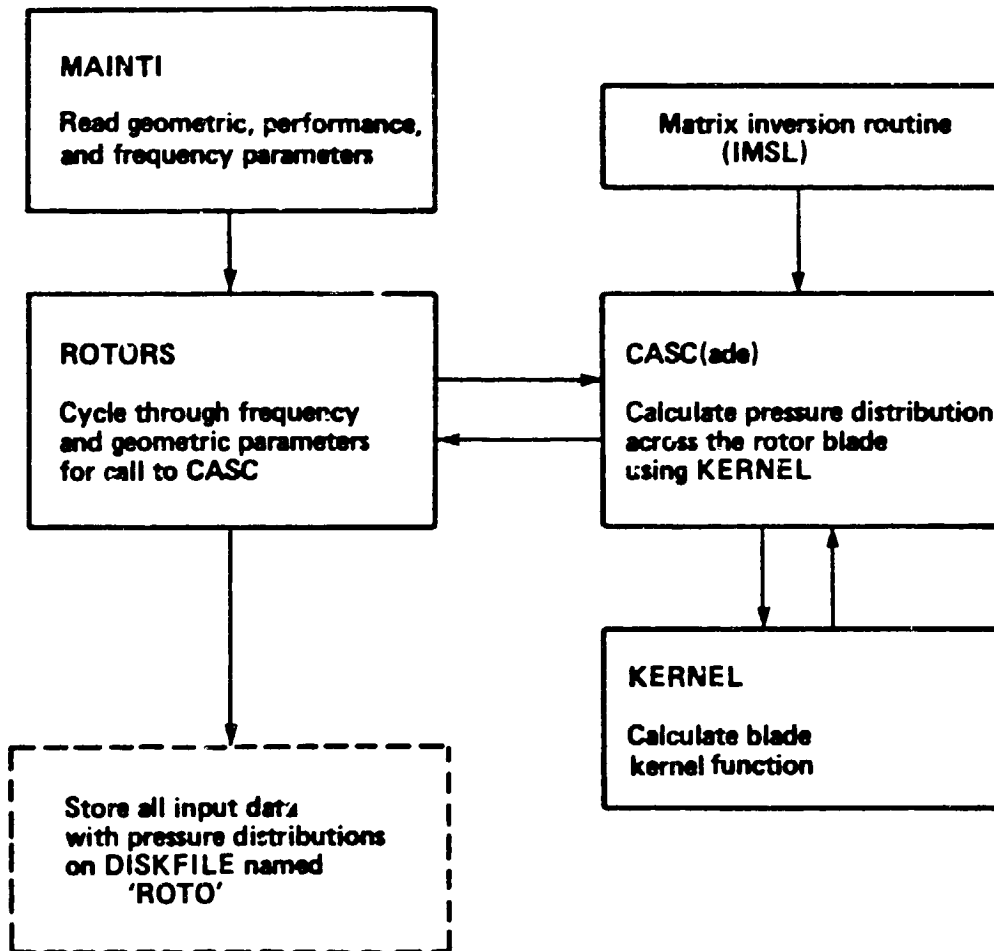 MAINTI
Read geometric, performance,
and frequency parameters
Matrix inversion routine
(IMSL)
ROTORS
Cycle through frequency
and geometric parameters
for call to CASC
CASC(ade)
Calculate pressure distribution
across the rotor blade
using KERNEL
KERNEL
Calculate blade
kernel function
Store all input data
with pressure distributions
on DISKFILE named
'ROTO'